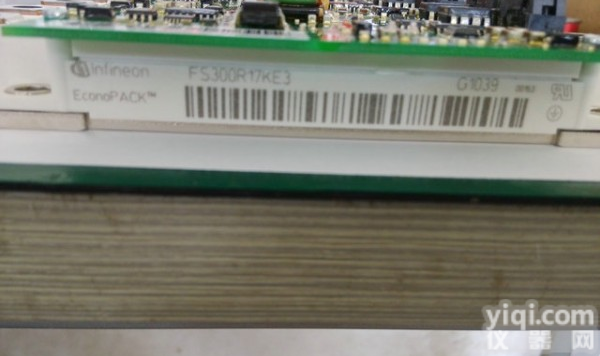 infineon FS300R17KE3 G1039
EconoPACK™
yiqi.com
仪器网